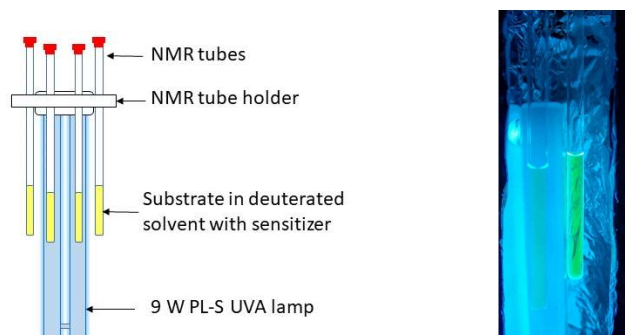 NMR tubes
NMR tube holder
Substrate in deuterated
solvent with sensitizer
9 W PL-S UVA lamp